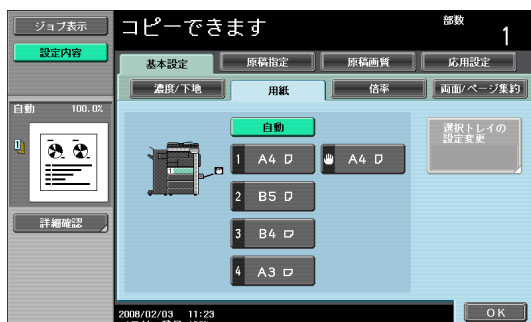 ジョブ表示
コピーできます
部数
1
設定内容
基本設定
原稿指定
原稿画質
応用設定
濃度/下地
用紙
倍率
両面/ページ集約
自動 100.0%
自動
選択トレイの
設定変更
1 A4
A4
2 B5
3 B4
4 A3
詳細確認
2008/02/03 11:23
OK